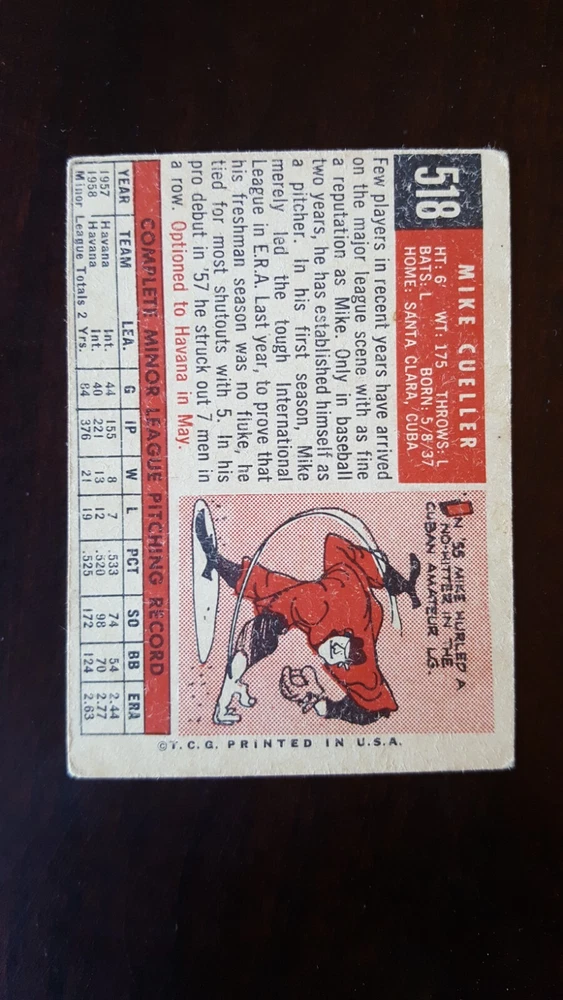 518
MIKE CUELLER
HT: 6' WT: 175 THROWS: L
BATS: L BORN: 5/8/37
HOME: SANTA CLARA, CUBA
Few players in recent years have arrived
on the major league scene with as fine
a reputation as Mike. Only in baseball
two years, he has established himself as
a pitcher. In his first season, Mike
merely led the tough International
League in E.R.A. Last year, to prove that
his freshman season was no fluke, he
tied for most shutouts with 5. In his
pro debut in '57 he struck out 7 men in
a row. Optioned to Havana in May.
IN '55 MIKE HURLED A
NO-HITTER IN THE
CUBAN AMATEUR LG.
COMPLETE MINOR LEAGUE PITCHING RECORD
YEAR TEAM LEA. G IP W L PCT SO BB ERA
1957 Havana Int. 44 155 8 7 .533 74 54 2.44
1958 Havana Int. 40 221 13 12 .520 98 70 2.77
Minor League Totals 2 Yrs. 84 376 21 19 .525 172 124 2.63
©T.C.G. PRINTED IN U.S.A.